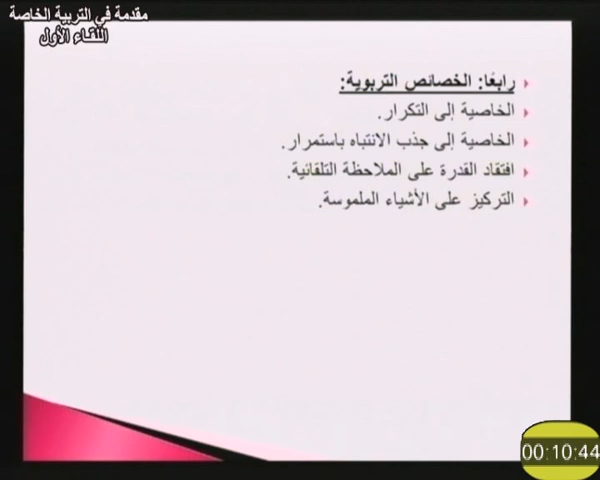 مقدمة في التربية الخاصة
اللقاء الأول
رابعًا: الخصائص التربوية:
الخاصية إلى التكرار.
الخاصية إلى جذب الانتباه باستمرار.
افتقاد القدرة على الملاحظة التلقائية.
التركيز على الأشياء الملموسة.
00:10:44